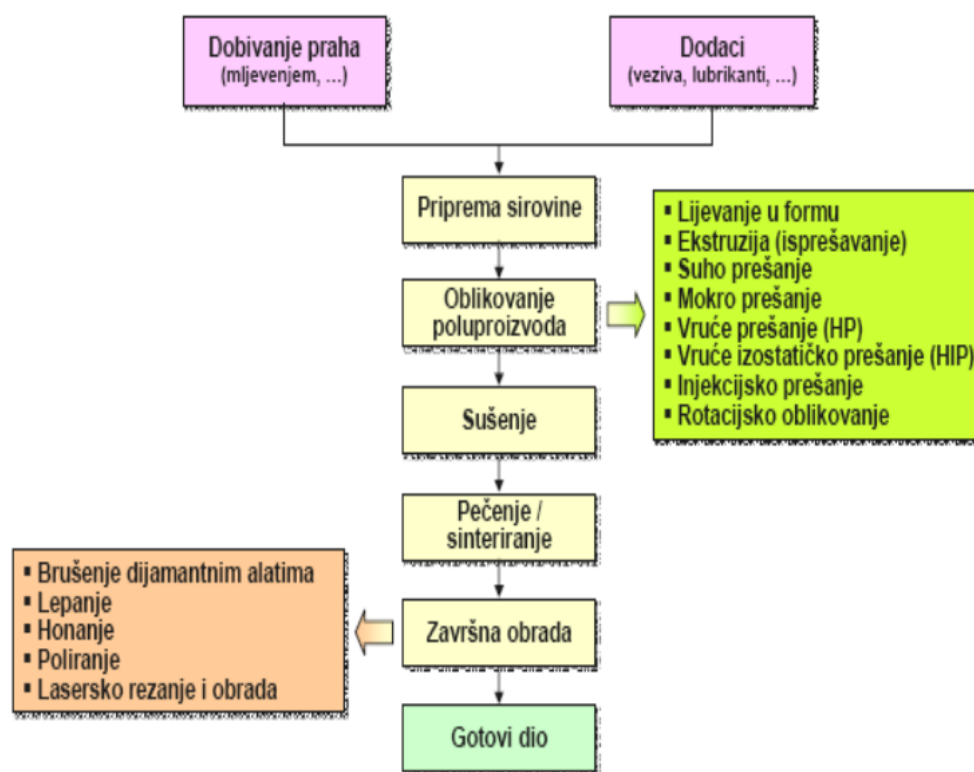 Dobivanje praha
(mljevenjem, ...)
Dodaci
(veziva, lubrikanti, ...)
Priprema sirovine
Oblikovanje
poluproizvoda
▪ Lijevanje u formu
▪ Ekstruzija (isprešavanje)
▪ Suho prešanje
▪ Mokro prešanje
▪ Vruće prešanje (HP)
▪ Vruće izostatičko prešanje (HIP)
▪ Injekcijsko prešanje
▪ Rotacijsko oblikovanje
Sušenje
Pečenje /
sinteriranje
Završna obrada
▪ Brušenje dijamantnim alatima
▪ Lepanje
▪ Honanje
▪ Poliranje
▪ Lasersko rezanje i obrada
Gotovi dio